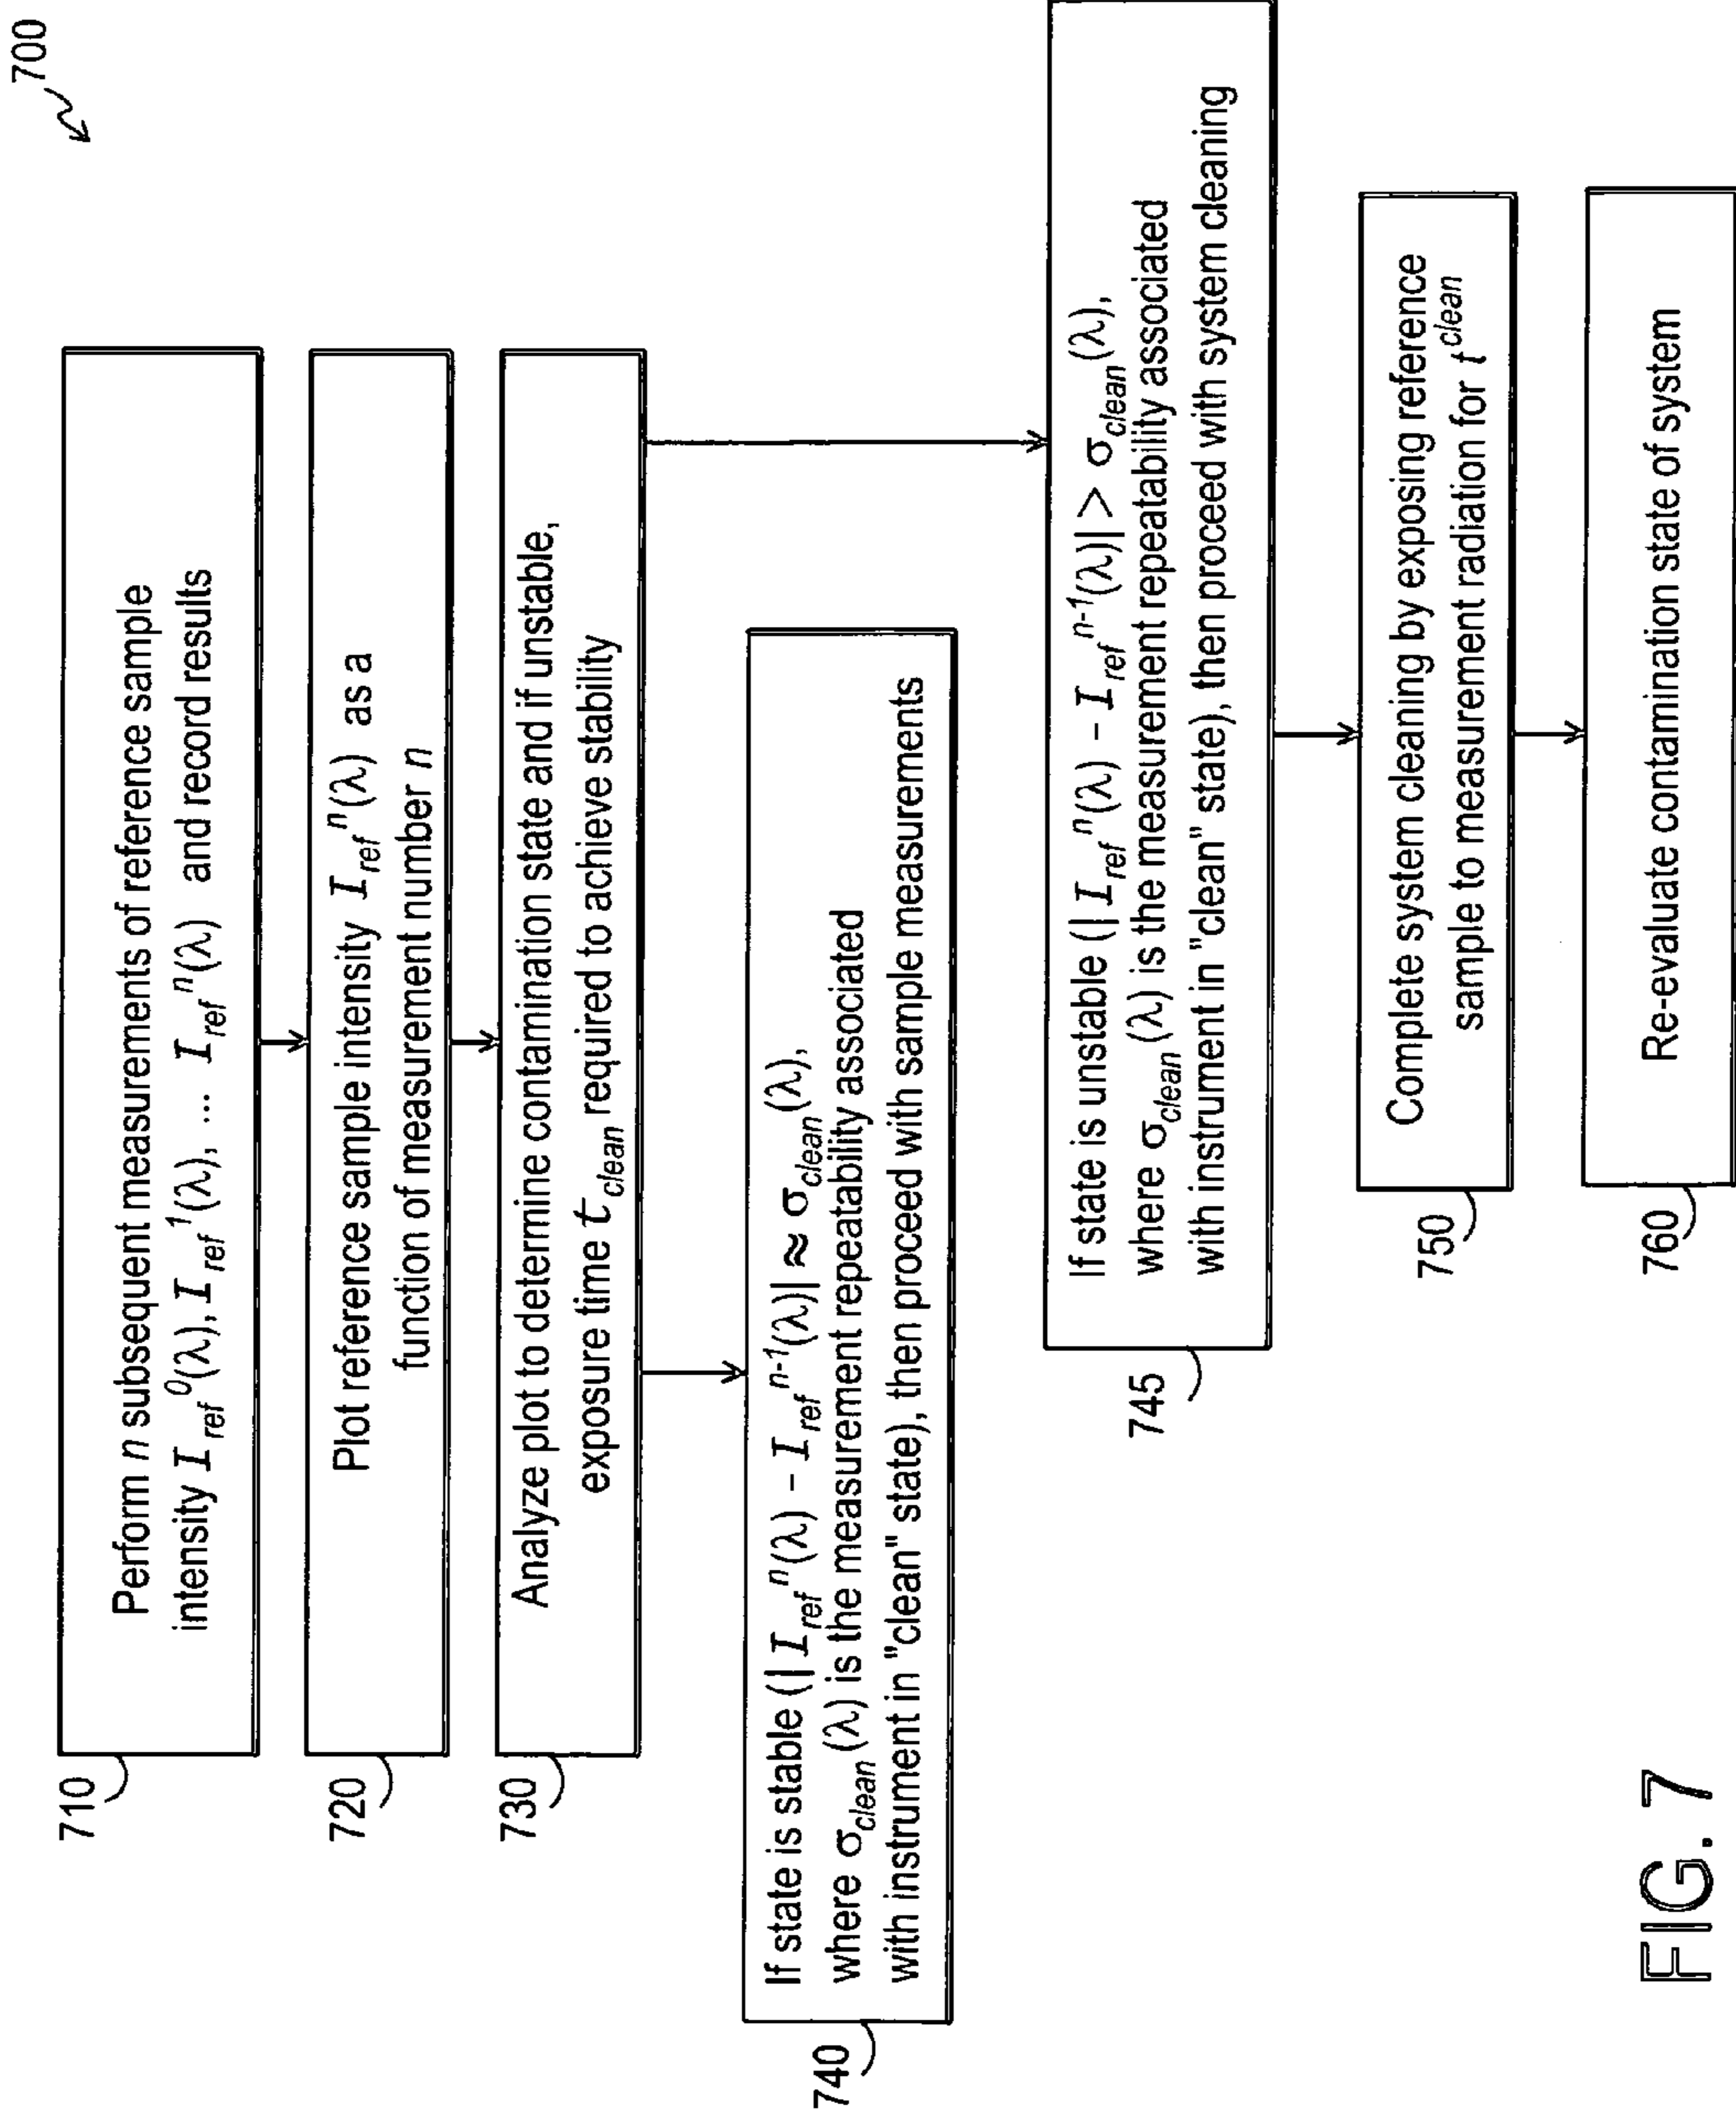 700
710
Perform n subsequent measurements of reference sample
intensity I_ref^0(λ), I_ref^1(λ), ... I_ref^n(λ) and record results
720
Plot reference sample intensity I_ref^n(λ) as a
function of measurement number n
730
Analyze plot to determine contamination state and if unstable,
exposure time t_clean required to achieve stability
740
If state is stable (| I_ref^n(λ) - I_ref^n-1(λ)| ≈ σ_clean(λ),
where σ_clean(λ) is the measurement repeatability associated
with instrument in "clean" state), then proceed with sample measurements
745
If state is unstable (| I_ref^n(λ) - I_ref^n-1(λ)| > σ_clean(λ),
where σ_clean(λ) is the measurement repeatability associated
with instrument in "clean" state), then proceed with system cleaning
750
Complete system cleaning by exposing reference
sample to measurement radiation for t^clean
760
Re-evaluate contamination state of system
FIG. 7